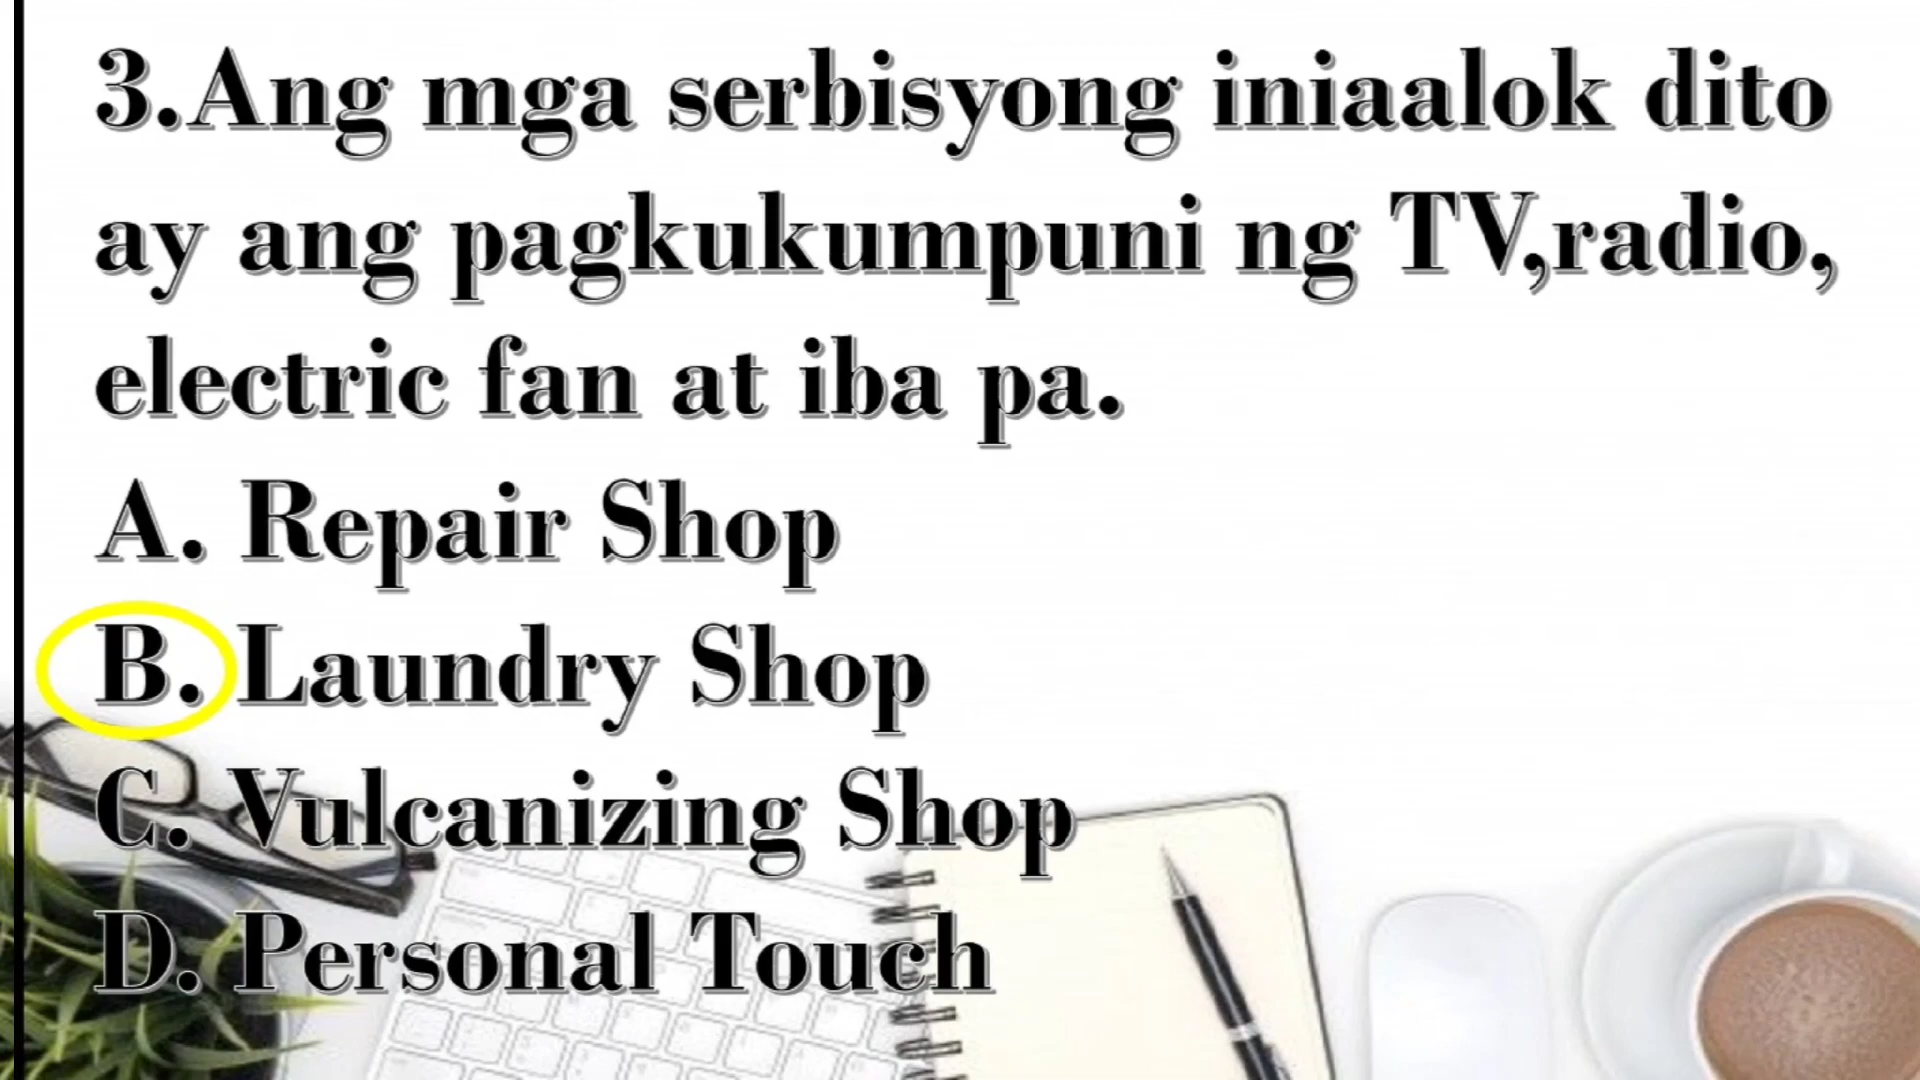 3.Ang mga serbisyong iniaalok dito
ay ang pagkukumpuni ng TV,radio,
electric fan at iba pa.
A. Repair Shop
B. Laundry Shop
C. Vulcanizing Shop
D. Personal Touch